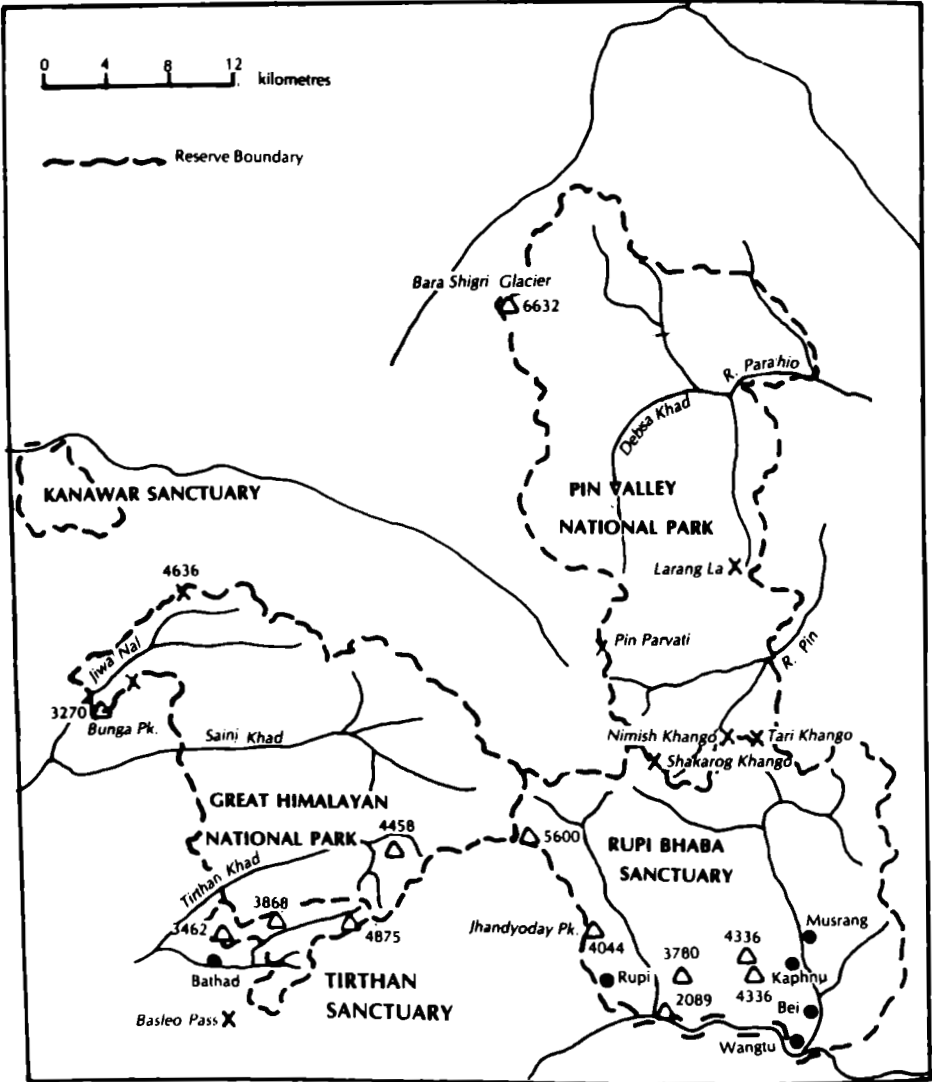 0 4 8 12
kilometres
Reserve Boundary
Bara Shigri Glacier
6632
R. Parahio
Debsa Khad
KANAWAR SANCTUARY
PIN VALLEY
NATIONAL PARK
Larang La
4636
Pin Parvati
R. Pin
Jiwa Nal
3270
Bunga Pk.
Saini Khad
Nimish Khango
Tari Khango
Shakarog Khango
GREAT HIMALAYAN
NATIONAL PARK
4458
5600
RUPI BHABA
SANCTUARY
Tirthan Khad
3868
3462
4875
Jhandyoday Pk.
4044
Musrang
4336
3780
Kaphnu
4336
Rupi
2089
Bei
Bathad
TIRTHAN
SANCTUARY
Basleo Pass
Wangtu